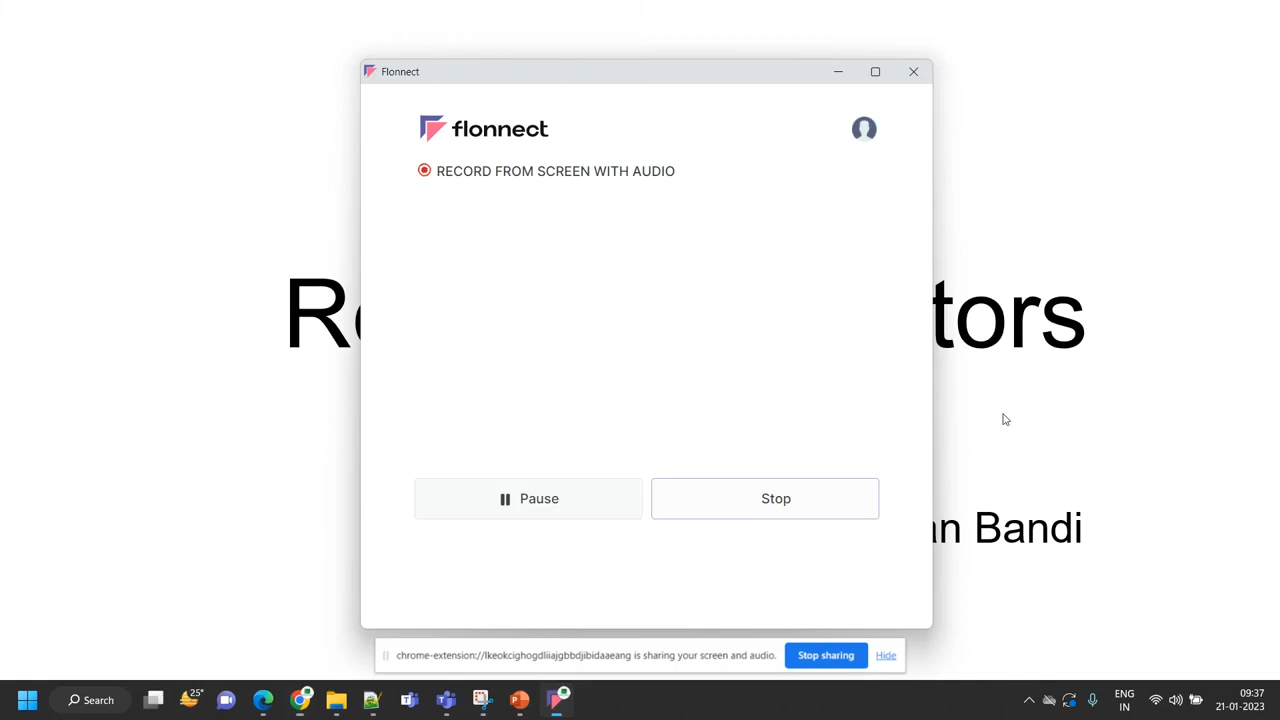 Flonnect
flonnect
RECORD FROM SCREEN WITH AUDIO
tors
Pause
Stop
an Bandi
chrome-extension://lkeokcighogdliiajgbbdjibidaaeang is sharing your screen and audio.
Stop sharing
Hide
25°
Search
ENG
IN
09:37
21-01-2023